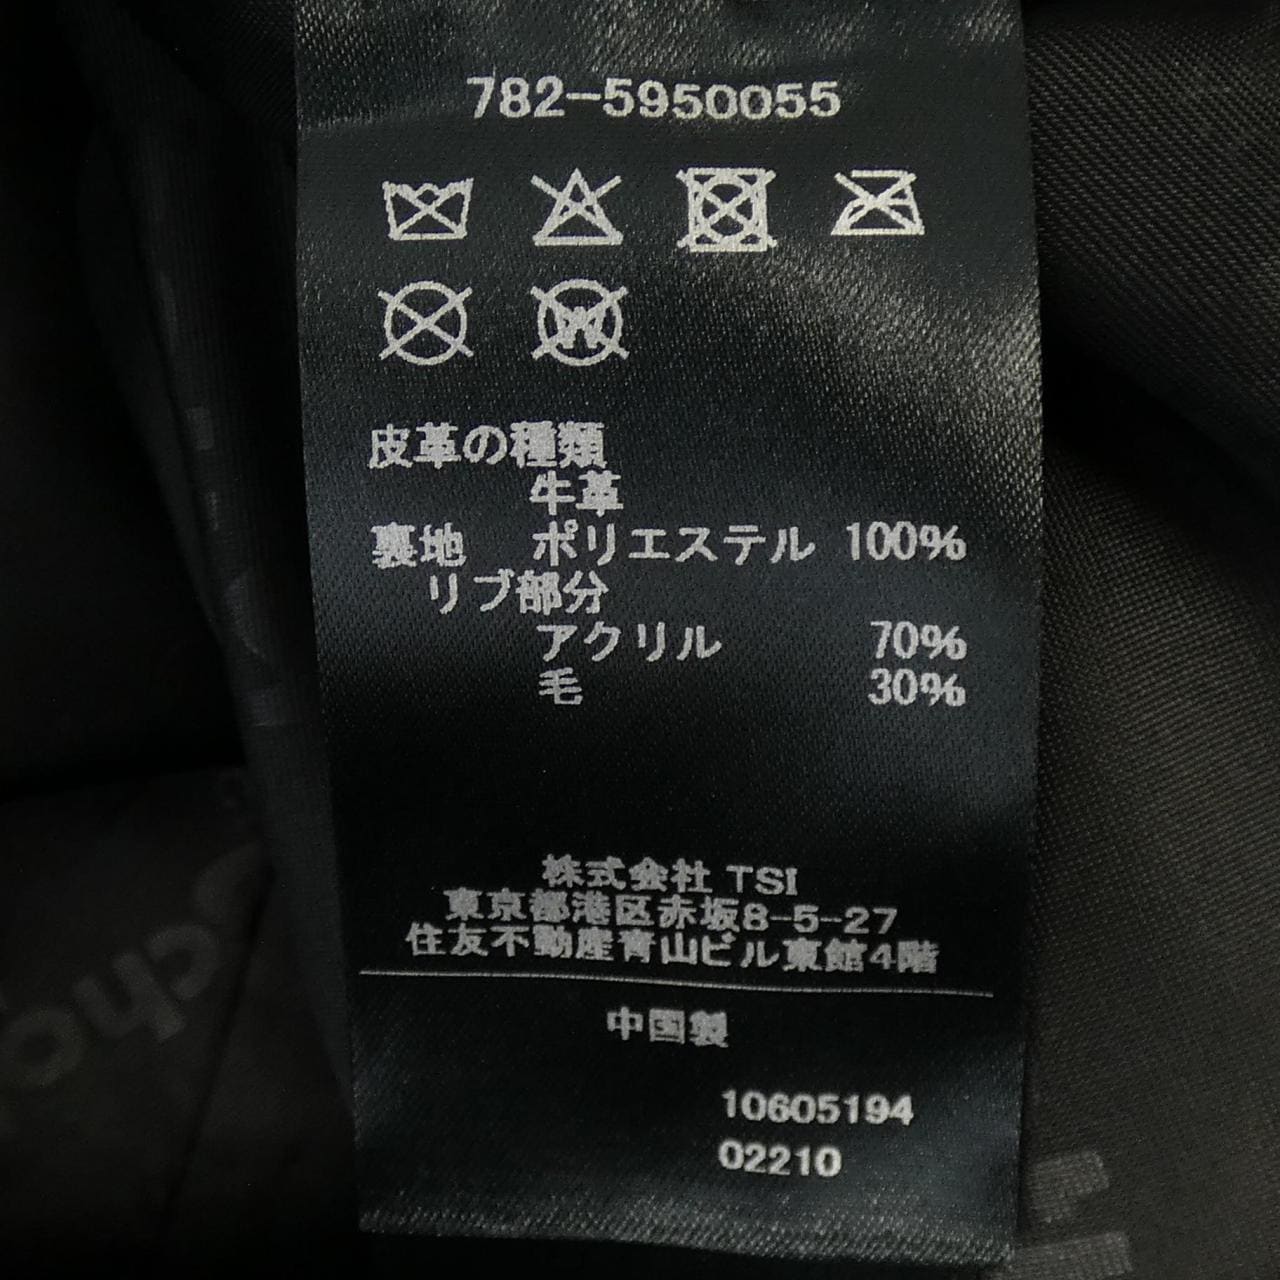 782-5950055
皮革の種類
牛革
裏地 ポリエステル 100%
リブ部分
アクリル 70%
毛 30%
株式会社 TSI
東京都港区赤坂8-5-27
住友不動産青山ビル東館4階
中国製
10605194
02210